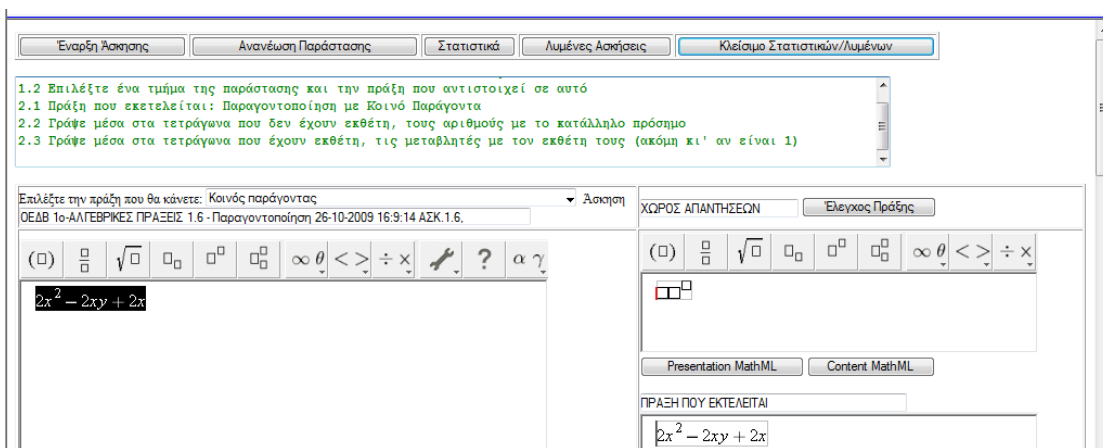 Έναρξη Άσκησης Ανανέωση Παράστασης Στατιστικά Λυμένες Ασκήσεις Κλείσιμο Στατιστικών/Λυμένων
1.2 Επιλέξτε ένα τμήμα της παράστασης και την πράξη που αντιστοιχεί σε αυτό
2.1 Πράξη που εκετελείται: Παραγοντοποίηση με Κοινό Παράγοντα
2.2 Γράψε μέσα στα τετράγωνα που δεν έχουν εκθέτη, τους αριθμούς με το κατάλληλο πρόσημο
2.3 Γράψε μέσα στα τετράγωνα που έχουν εκθέτη, τις μεταβλητές με τον εκθέτη τους (ακόμη κι' αν είναι 1)
Επιλέξτε την πράξη που θα κάνετε: Κοινός παράγοντας Άσκηση
ΟΕΔΒ 1ο-ΑΛΓΕΒΡΙΚΕΣ ΠΡΑΞΕΙΣ 1.6 - Παραγοντοποίηση 26-10-2009 16:9:14 ΑΣΚ.1.6,
ΧΩΡΟΣ ΑΠΑΝΤΗΣΕΩΝ Έλεγχος Πράξης
(□) √□ ∞ θ < > ÷ × ? α γ
(□) √□ ∞ θ < > ÷ ×
2x² − 2xy + 2x
Presentation MathML Content MathML
ΠΡΑΞΗ ΠΟΥ ΕΚΤΕΛΕΙΤΑΙ
2x² − 2xy + 2x